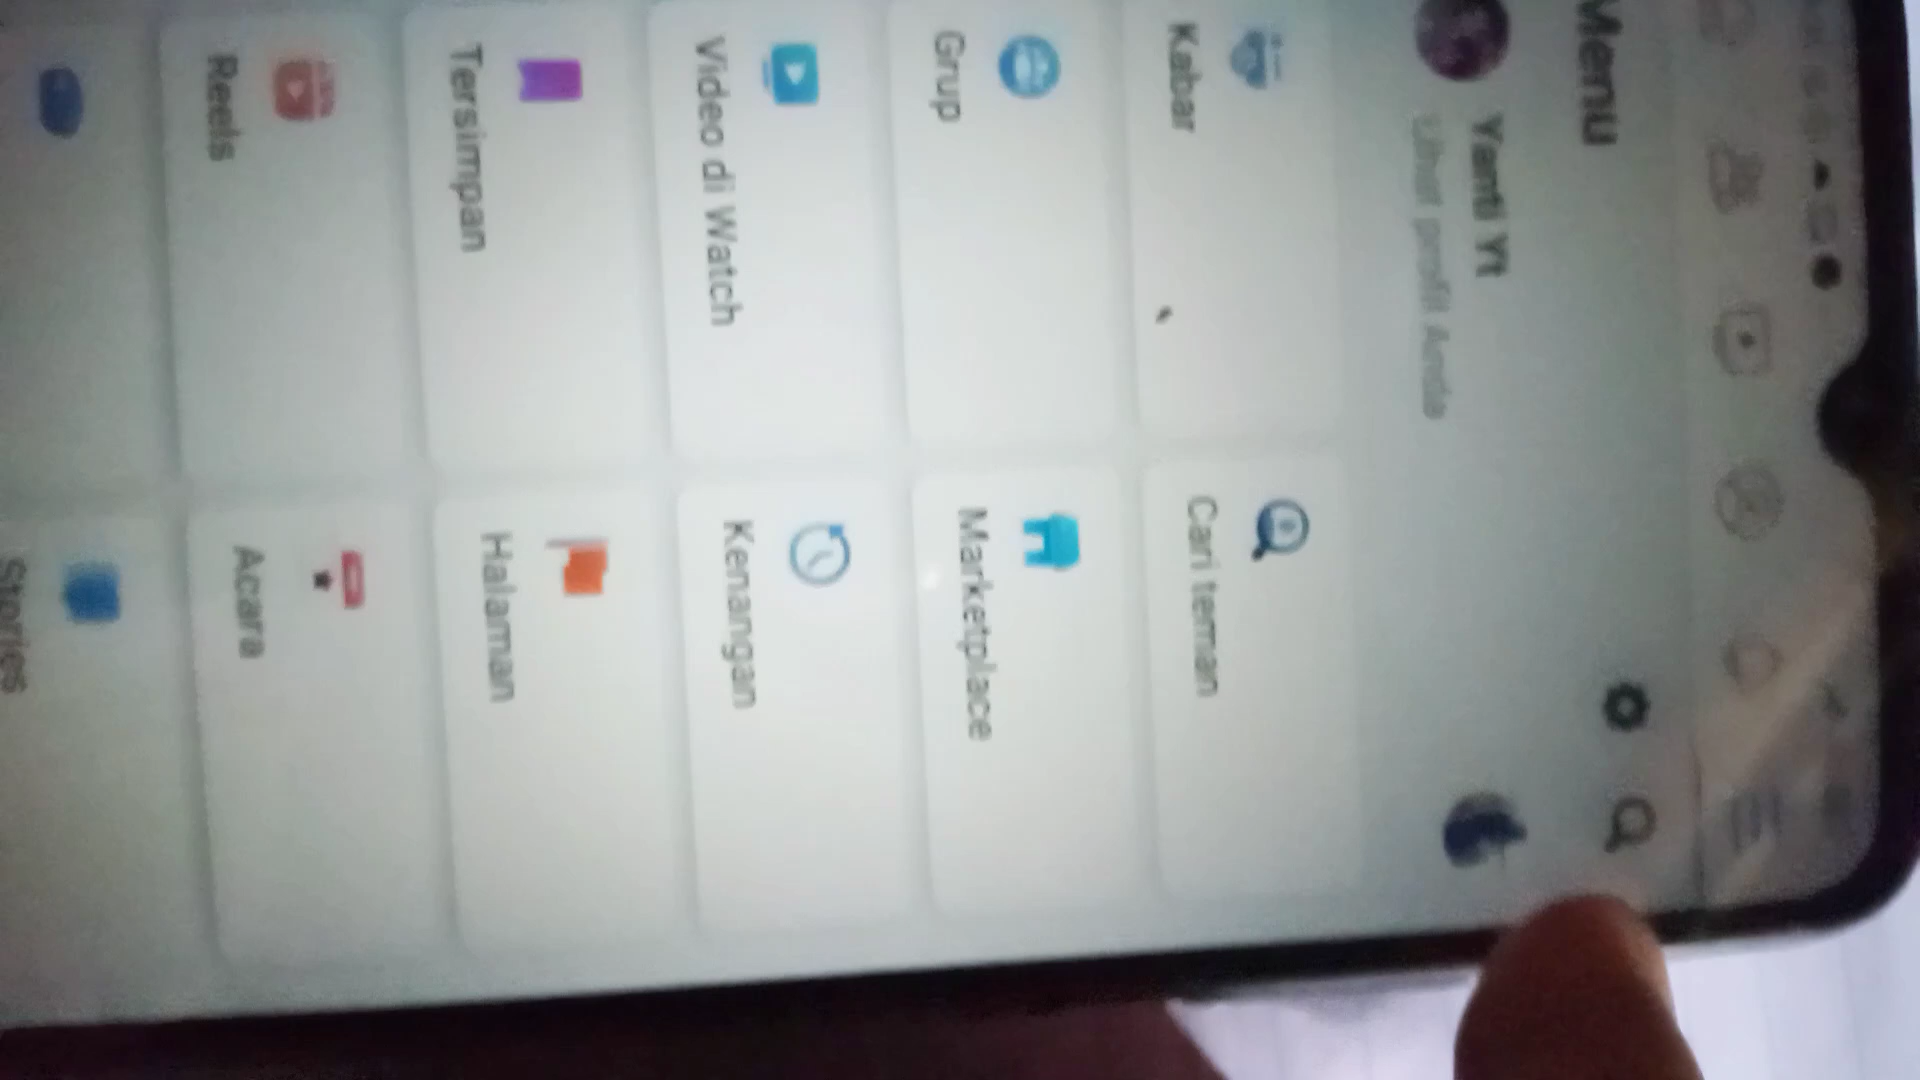 Menu
Yanti Yt
Lihat profil Anda
Kabar
Cari teman
Grup
Marketplace
Video di Watch
Kenangan
Tersimpan
Halaman
Reels
Acara
Stories